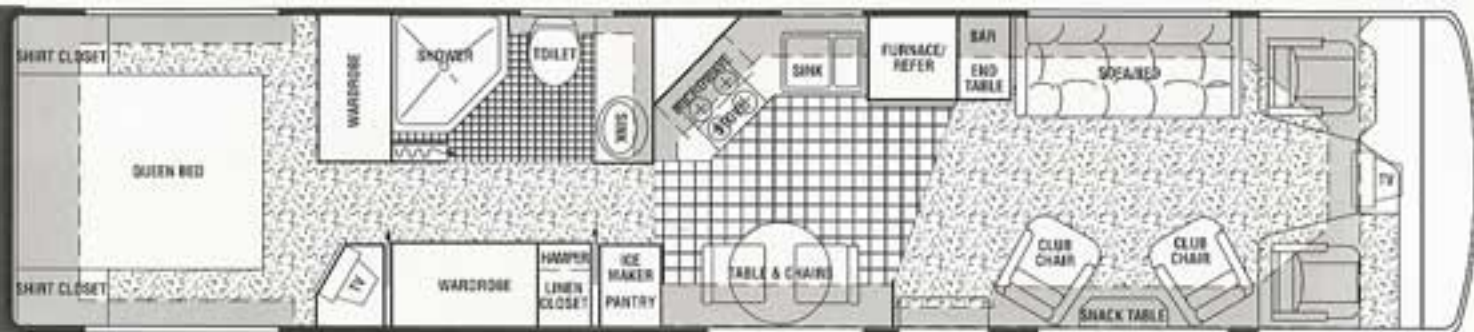 SHIRT CLOSET
QUEEN BED
SHIRT CLOSET
WARDROBE
SHOWER
TOILET
SINK
TV
WARDROBE
HAMPER
LINEN
CLOSET
ICE
MAKER
PANTRY
SINK
TABLE & CHAIRS
FURNACE/
REFER
BAR
END
TABLE
SOFA/BED
CLUB
CHAIR
CLUB
CHAIR
SNACK TABLE
TV